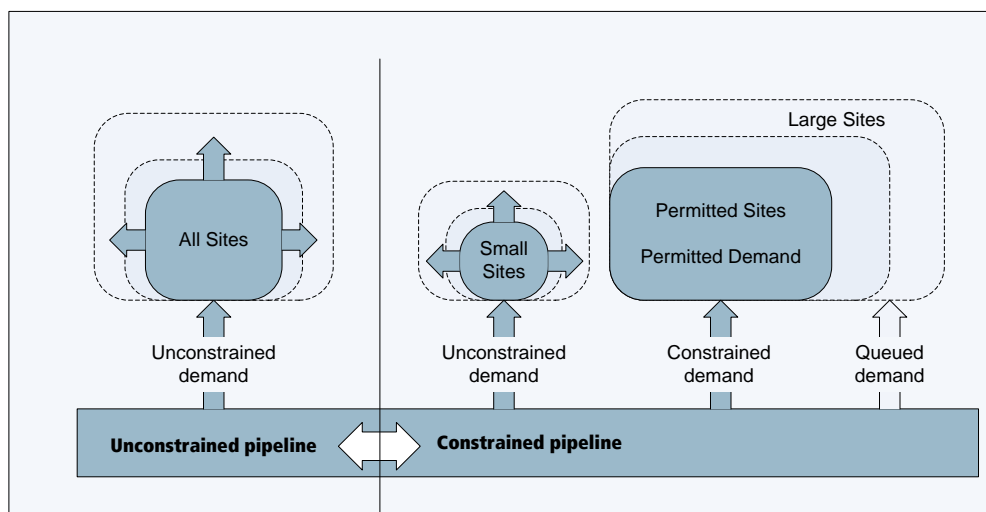 Large Sites
All Sites
Small
Sites
Permitted Sites
Permitted Demand
Unconstrained
demand
Unconstrained
demand
Constrained
demand
Queued
demand
Unconstrained pipeline
Constrained pipeline